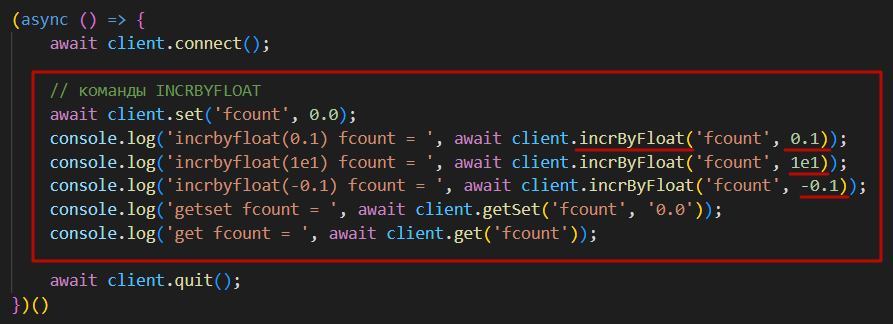 (async () => {
    await client.connect();
    // команды INCRBYFLOAT
    await client.set('fcount', 0.0);
    console.log('incrbyfloat(0.1) fcount = ', await client.incrByFloat('fcount', 0.1));
    console.log('incrbyfloat(1e1) fcount = ', await client.incrByFloat('fcount', 1e1));
    console.log('incrbyfloat(-0.1) fcount = ', await client.incrByFloat('fcount', -0.1));
    console.log('getset fcount = ', await client.getSet('fcount', '0.0'));
    console.log('get fcount = ', await client.get('fcount'));
    await client.quit();
})()